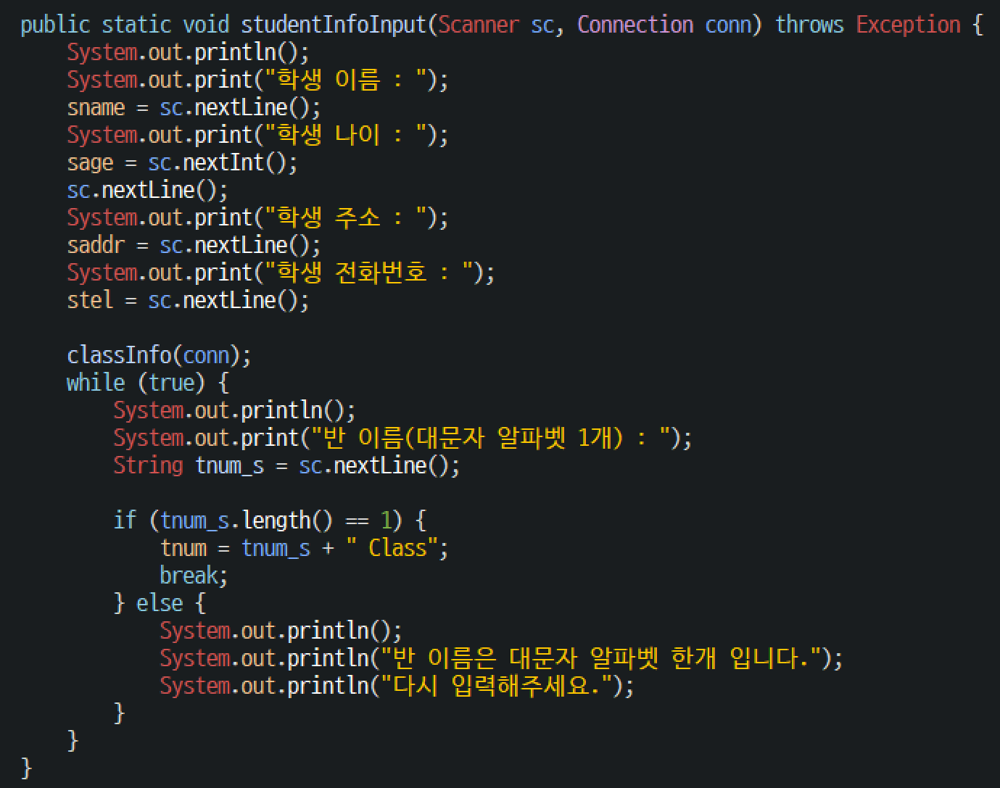 public static void studentInfoInput(Scanner sc, Connection conn) throws Exception {
    System.out.println();
    System.out.print("학생 이름 : ");
    sname = sc.nextLine();
    System.out.print("학생 나이 : ");
    sage = sc.nextInt();
    sc.nextLine();
    System.out.print("학생 주소 : ");
    saddr = sc.nextLine();
    System.out.print("학생 전화번호 : ");
    stel = sc.nextLine();

    classInfo(conn);
    while (true) {
        System.out.println();
        System.out.print("반 이름(대문자 알파벳 1개) : ");
        String tnum_s = sc.nextLine();

        if (tnum_s.length() == 1) {
            tnum = tnum_s + " Class";
            break;
        } else {
            System.out.println();
            System.out.println("반 이름은 대문자 알파벳 한개 입니다.");
            System.out.println("다시 입력해주세요.");
        }
    }
}